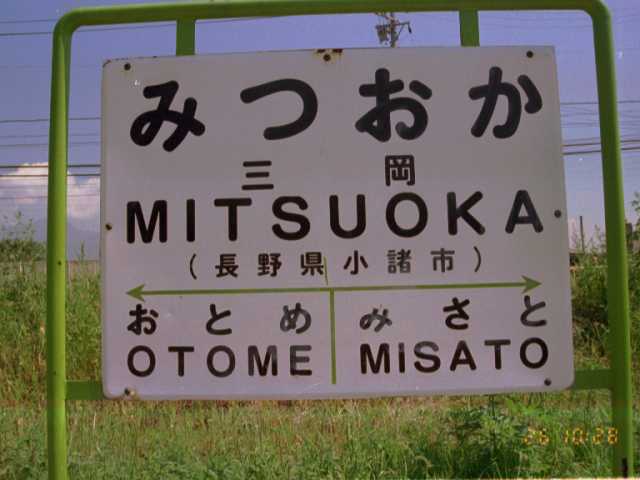 みつおか
三岡
MITSUOKA
(長野県小諸市)
おとめ みさと
OTOME MISATO
26 10:28